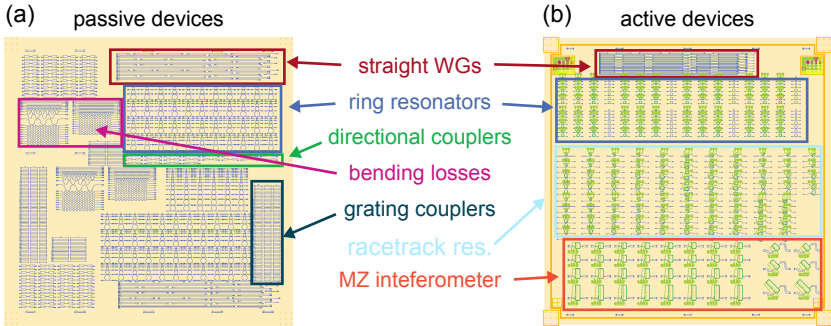 (a) passive devices
(b) active devices
straight WGs
ring resonators
directional couplers
bending losses
grating couplers
racetrack res.
MZ inteferometer